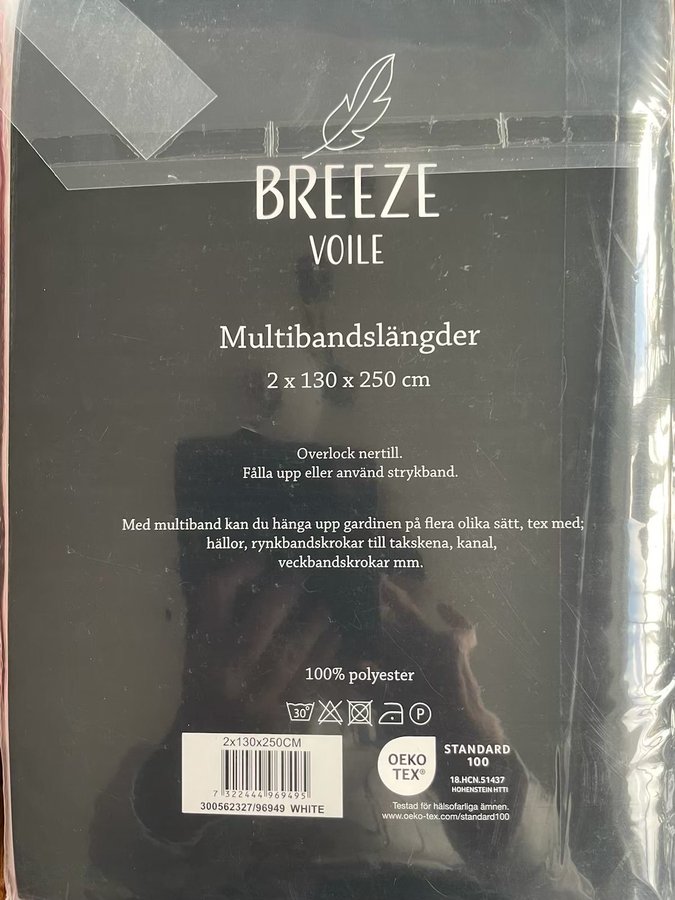 BREEZE
VOILE
Multibandslängder
2 x 130 x 250 cm
Overlock nertill.
Fålla upp eller använd strykband.
Med multiband kan du hänga upp gardinen på flera olika sätt, tex med;
hällor, rynkbandskrokar till takskena, kanal,
veckbandskrokar mm.
100% polyester
30°
P
2x130x250CM
7 322444 969495
300562327/96949 WHITE
OEKO
TEX®
STANDARD
100
18.HCN.51437
HOHENSTEIN HTTI
Testad för hälsofarliga ämnen.
www.oeko-tex.com/standard100